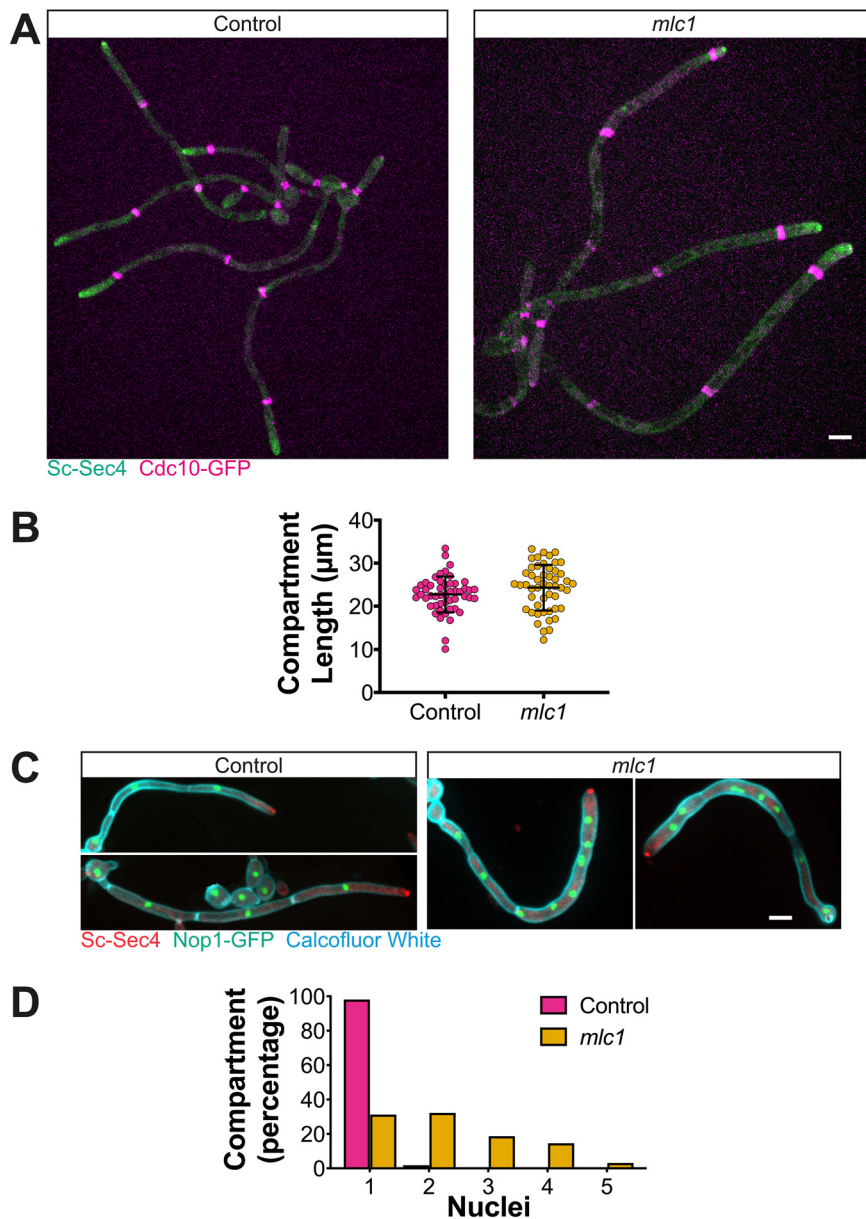 A
Control
mlc1
Sc-Sec4 Cdc10-GFP
B
Compartment
Length (μm)
40
30
20
10
0
Control
mlc1
C
Control
mlc1
Sc-Sec4 Nop1-GFP Calcofluor White
D
Compartment
(percentage)
100
80
60
40
20
0
Control
mlc1
1 2 3 4 5
Nuclei